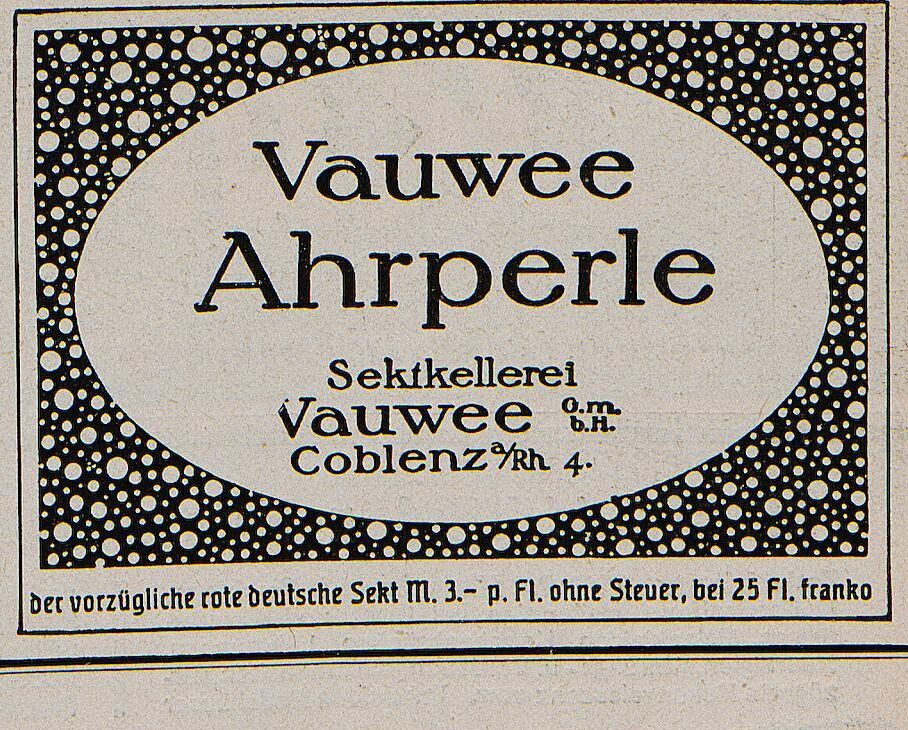 Vauwee
Ahrperle
Sektkellerei
Vauwee G.m.b.H.
Coblenz a/Rh 4.
der vorzügliche rote deutsche Sekt M. 3.- p. Fl. ohne Steuer, bei 25 Fl. franko